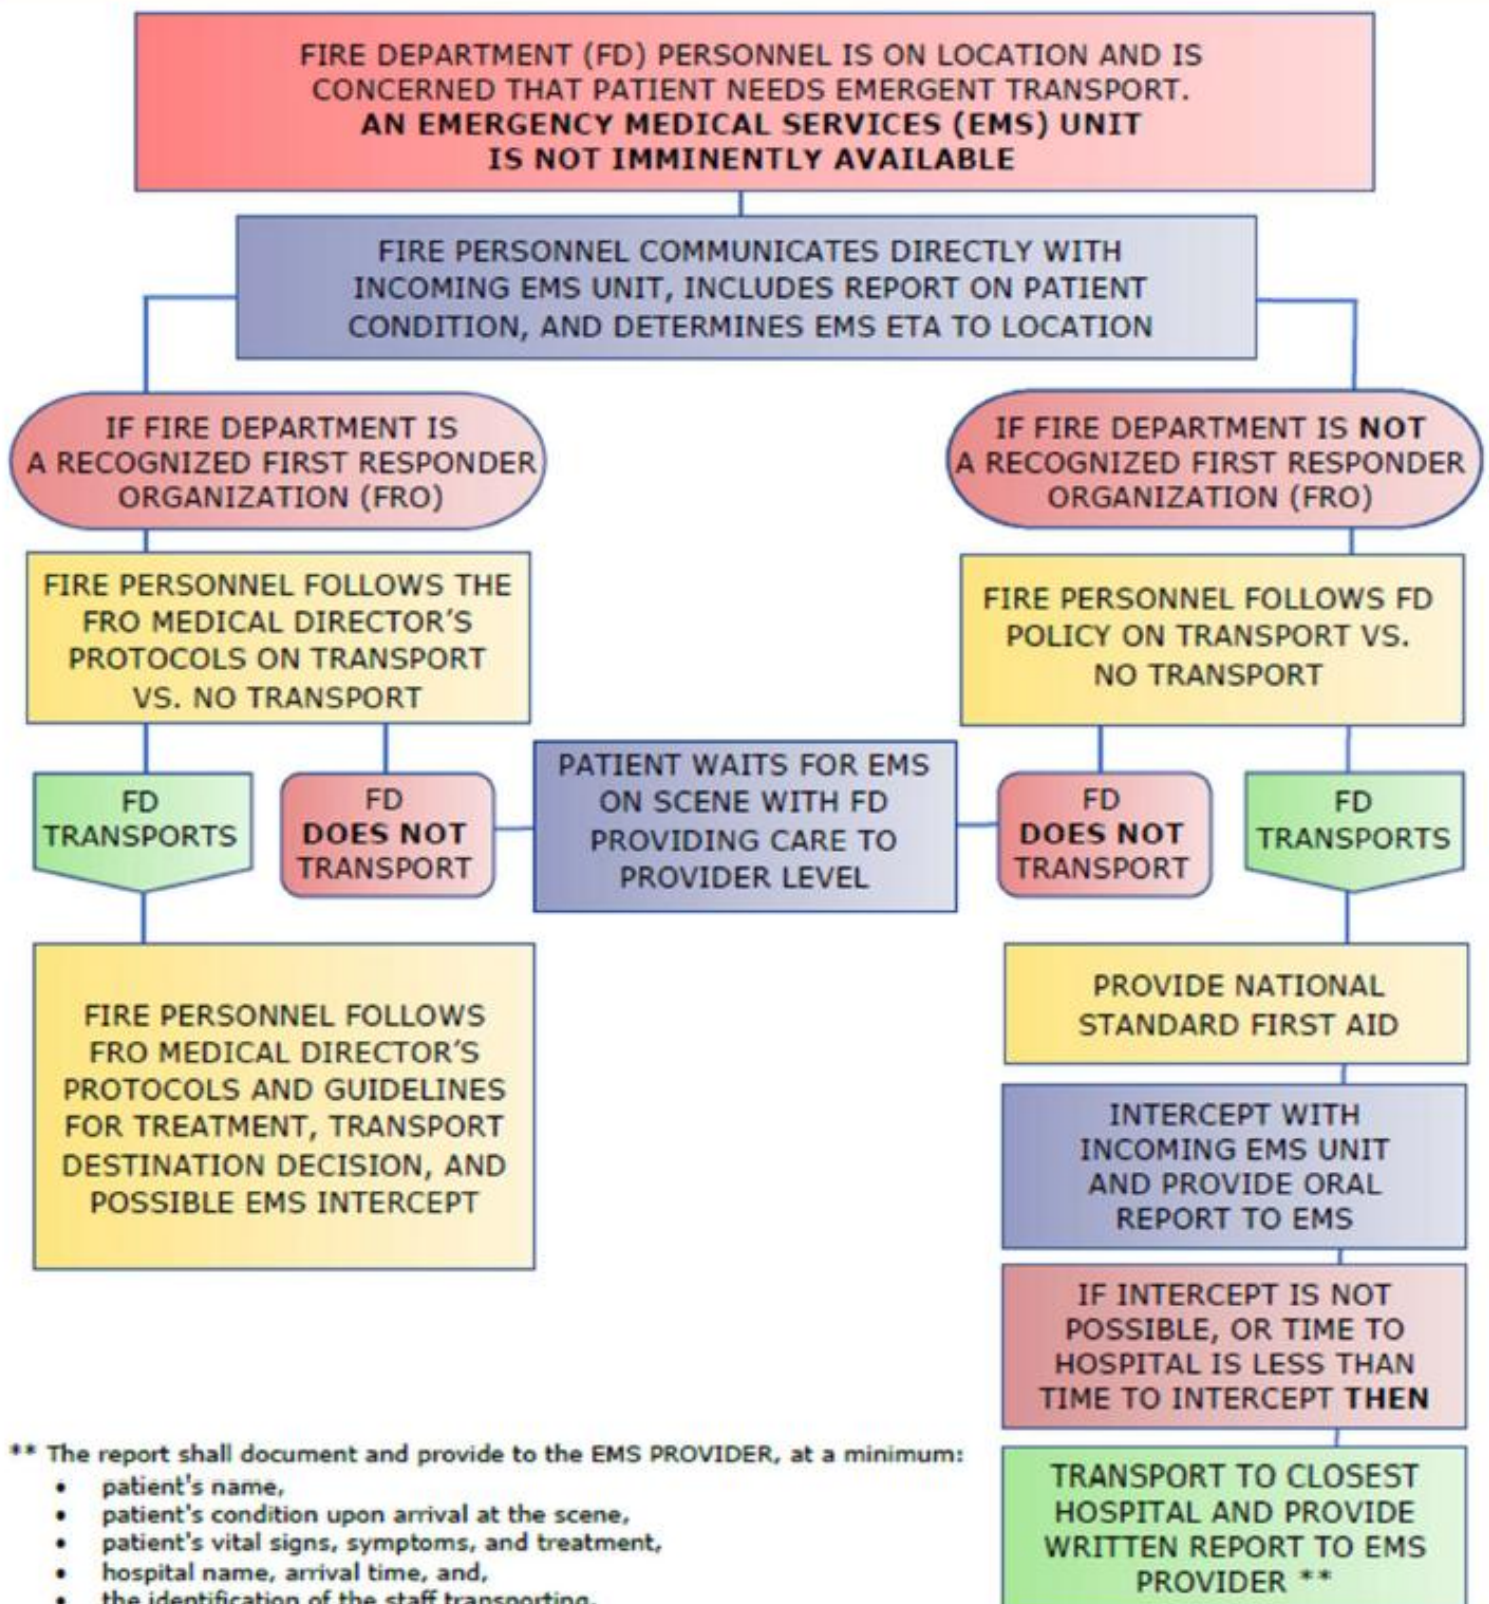 FIRE DEPARTMENT (FD) PERSONNEL IS ON LOCATION AND IS
CONCERNED THAT PATIENT NEEDS EMERGENT TRANSPORT.
AN EMERGENCY MEDICAL SERVICES (EMS) UNIT
IS NOT IMMINENTLY AVAILABLE
FIRE PERSONNEL COMMUNICATES DIRECTLY WITH
INCOMING EMS UNIT, INCLUDES REPORT ON PATIENT
CONDITION, AND DETERMINES EMS ETA TO LOCATION
IF FIRE DEPARTMENT IS
A RECOGNIZED FIRST RESPONDER
ORGANIZATION (FRO)
FIRE PERSONNEL FOLLOWS THE
FRO MEDICAL DIRECTOR'S
PROTOCOLS ON TRANSPORT
VS. NO TRANSPORT
FD
TRANSPORTS
FD
DOES NOT
TRANSPORT
FIRE PERSONNEL FOLLOWS
FRO MEDICAL DIRECTOR'S
PROTOCOLS AND GUIDELINES
FOR TREATMENT, TRANSPORT
DESTINATION DECISION, AND
POSSIBLE EMS INTERCEPT
PATIENT WAITS FOR EMS
ON SCENE WITH FD
PROVIDING CARE TO
PROVIDER LEVEL
IF FIRE DEPARTMENT IS NOT
A RECOGNIZED FIRST RESPONDER
ORGANIZATION (FRO)
FIRE PERSONNEL FOLLOWS FD
POLICY ON TRANSPORT VS.
NO TRANSPORT
FD
DOES NOT
TRANSPORT
FD
TRANSPORTS
PROVIDE NATIONAL
STANDARD FIRST AID
INTERCEPT WITH
INCOMING EMS UNIT
AND PROVIDE ORAL
REPORT TO EMS
IF INTERCEPT IS NOT
POSSIBLE, OR TIME TO
HOSPITAL IS LESS THAN
TIME TO INTERCEPT THEN
TRANSPORT TO CLOSEST
HOSPITAL AND PROVIDE
WRITTEN REPORT TO EMS
PROVIDER **
** The report shall document and provide to the EMS PROVIDER, at a minimum:
• patient's name,
• patient's condition upon arrival at the scene,
• patient's vital signs, symptoms, and treatment,
• hospital name, arrival time, and,
• the identification of the staff transporting.